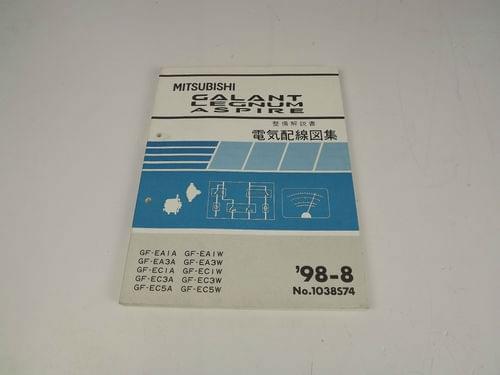 MITSUBISHI
GALANT
LEGNUM
ASPIRE
整備解説書
電気配線図集
GF-EA1A GF-EA1W
GF-EA3A GF-EA3W
GF-EC1A GF-EC1W
GF-EC3A GF-EC3W
GF-EC5A GF-EC5W
'98-8
No.1038S74